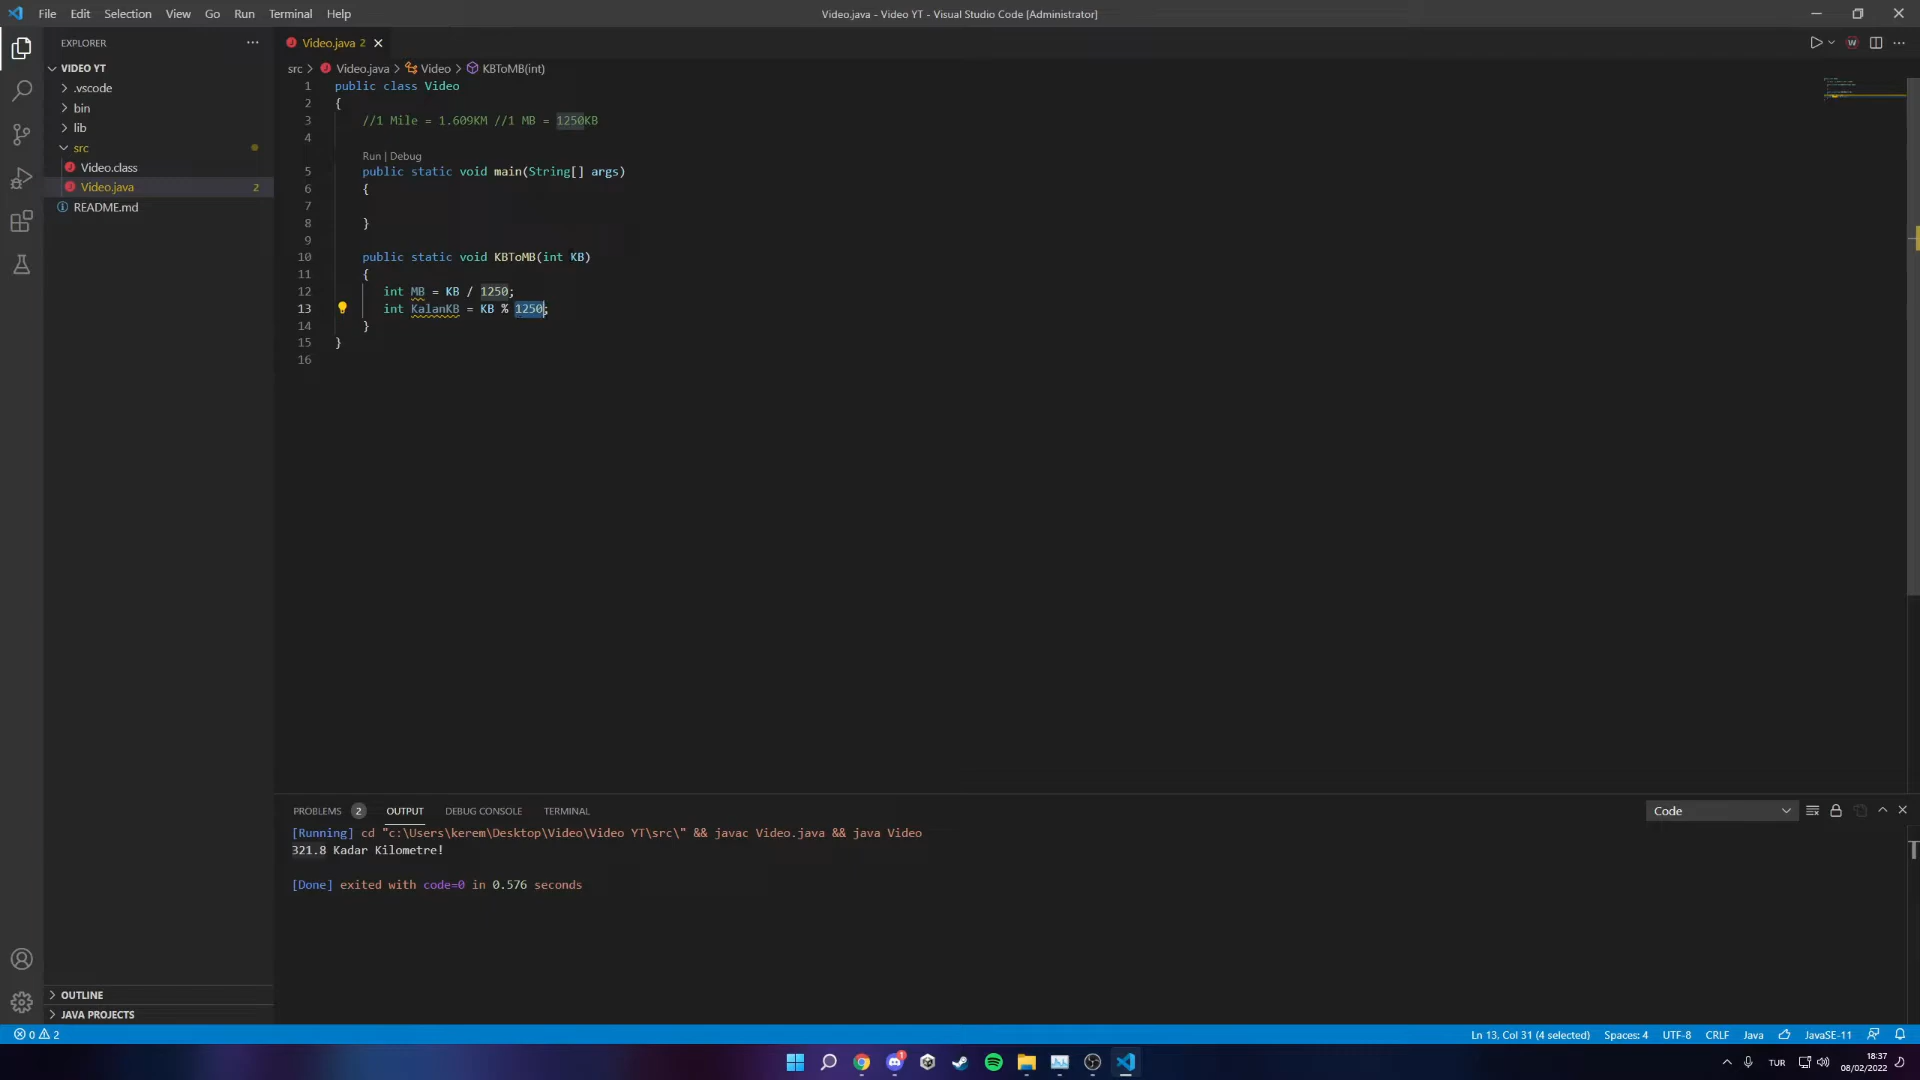 File Edit Selection View Go Run Terminal Help
Video.java - Video YT - Visual Studio Code [Administrator]
EXPLORER
Video.java 2
VIDEO YT
src > Video.java > Video > KBToMB(int)
.vscode
bin
lib
src
Video.class
Video.java 2
README.md
1 public class Video
2 {
3 //1 Mile = 1.609KM //1 MB = 1250KB
4
Run | Debug
5 public static void main(String[] args)
6 {
7
8 }
9
10 public static void KBToMB(int KB)
11 {
12 int MB = KB / 1250;
13 int KalanKB = KB % 1250;
14 }
15 }
16
PROBLEMS 2 OUTPUT DEBUG CONSOLE TERMINAL
Code
[Running] cd "c:\Users\kerem\Desktop\Video\Video YT\src\" && javac Video.java && java Video
321.8 Kadar Kilometre!
[Done] exited with code=0 in 0.576 seconds
OUTLINE
JAVA PROJECTS
0 2
Ln 13, Col 31 (4 selected) Spaces: 4 UTF-8 CRLF Java JavaSE-11
TUR
18:37
08/02/2022